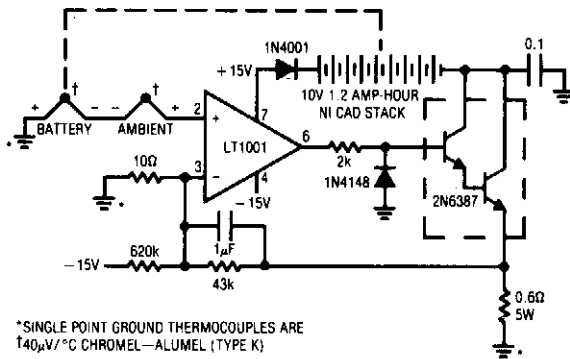 1N4001
0.1
+15V
†
†
10V 1.2 AMP-HOUR
NI CAD STACK
+ − − +
2
+
7
*
BATTERY
AMBIENT
LT1001
6
10Ω
3
−
4
2k
1N4148
2N6387
−15V
*
1µF
620k
−15V
43k
0.6Ω
5W
*SINGLE POINT GROUND THERMOCOUPLES ARE
†40µV/°C CHROMEL—ALUMEL (TYPE K)
*